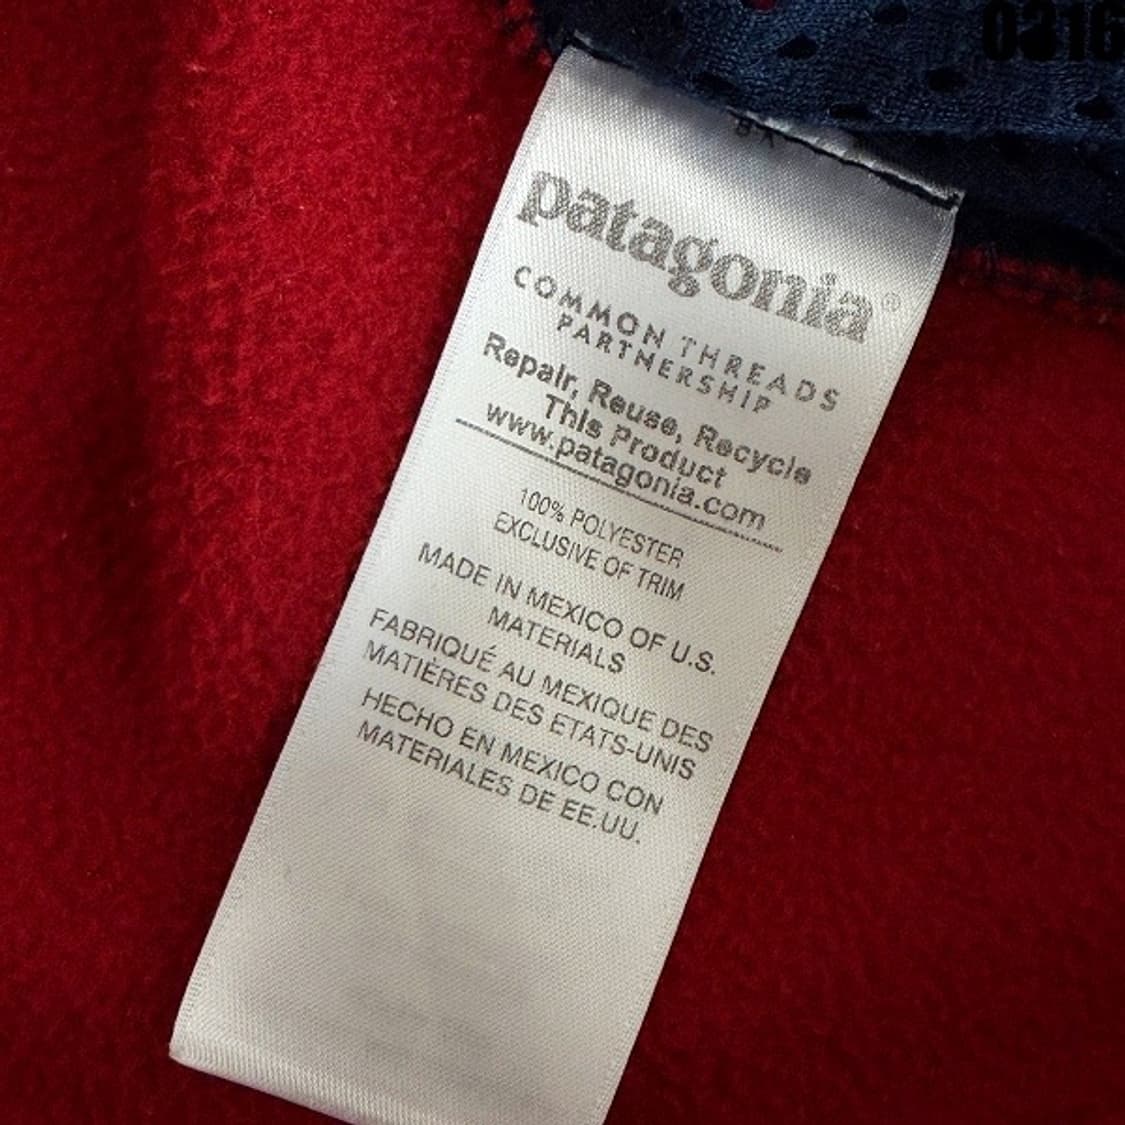 0316
patagonia®
COMMON THREADS
PARTNERSHIP
Repair, Reuse, Recycle
This Product
www.patagonia.com
100% POLYESTER
EXCLUSIVE OF TRIM
MADE IN MEXICO OF U.S.
MATERIALS
FABRIQUÉ AU MEXIQUE DES
MATIÈRES DES ETATS-UNIS
HECHO EN MEXICO CON
MATERIALES DE EE.UU.